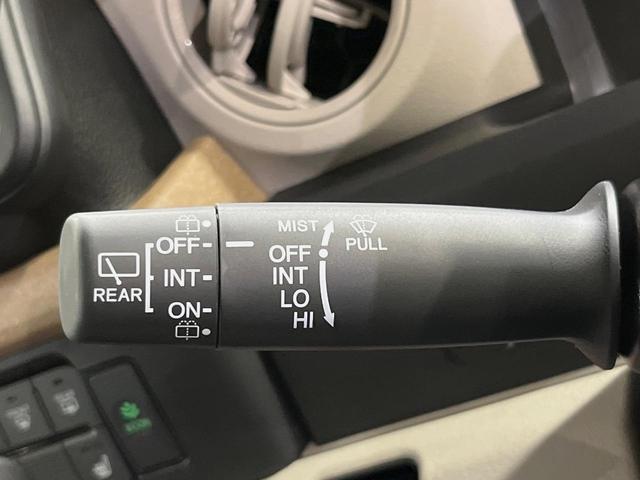 MIST
PULL
OFF
INT
LO
HI
OFF
INT
ON
REAR